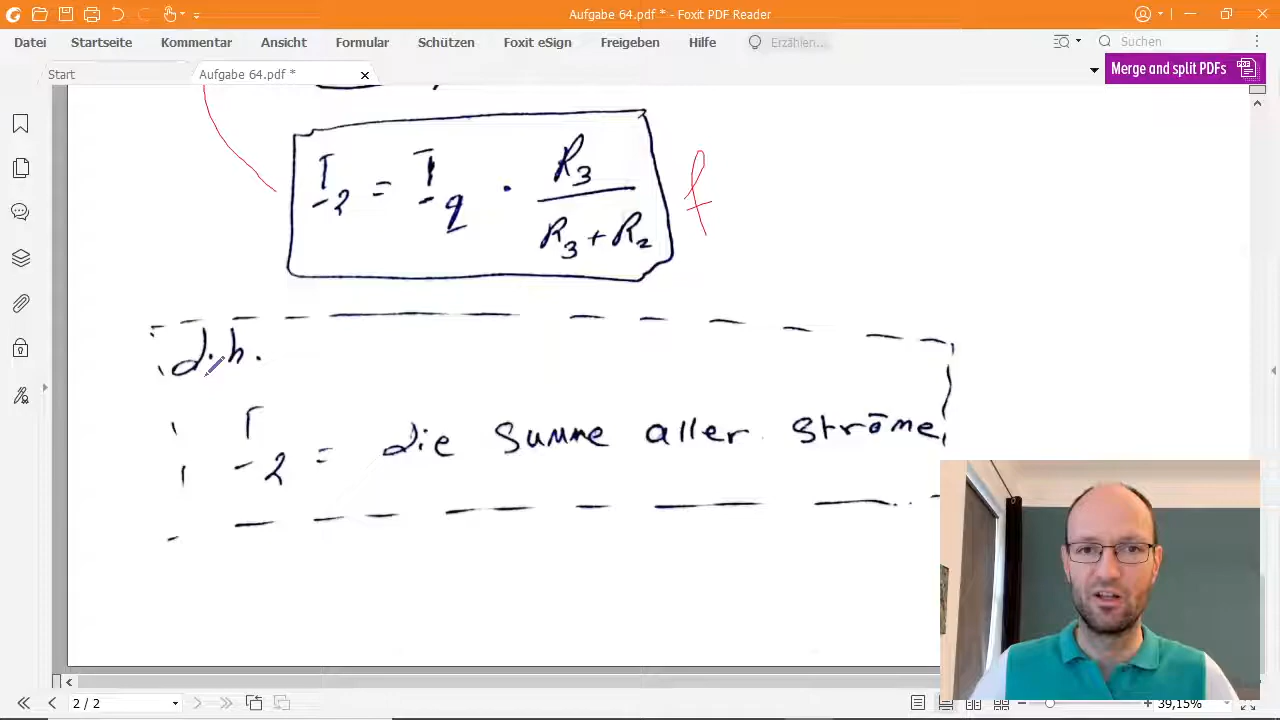 Aufgabe 64.pdf * - Foxit PDF Reader
Datei Startseite Kommentar Ansicht Formular Schützen Foxit eSign Freigeben Hilfe Erzählen... Suchen
Start Aufgabe 64.pdf * Merge and split PDFs
I2 = Iq · R3 / (R3 + R2) f
d.h.
I2 = die Summe aller Ströme
2 / 2 39,15%